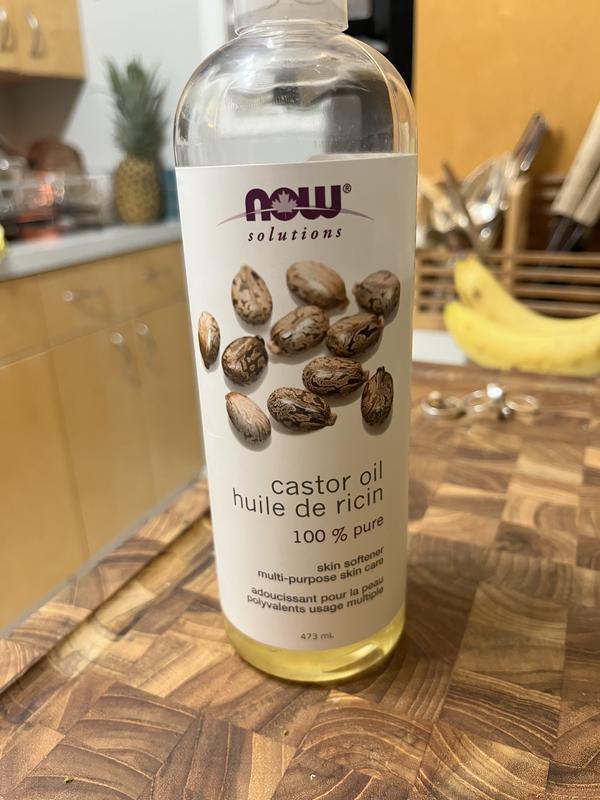 now®
solutions
castor oil
huile de ricin
100 % pure
skin softener
multi-purpose skin care
adoucissant pour la peau
polyvalents usage multiple
473 mL